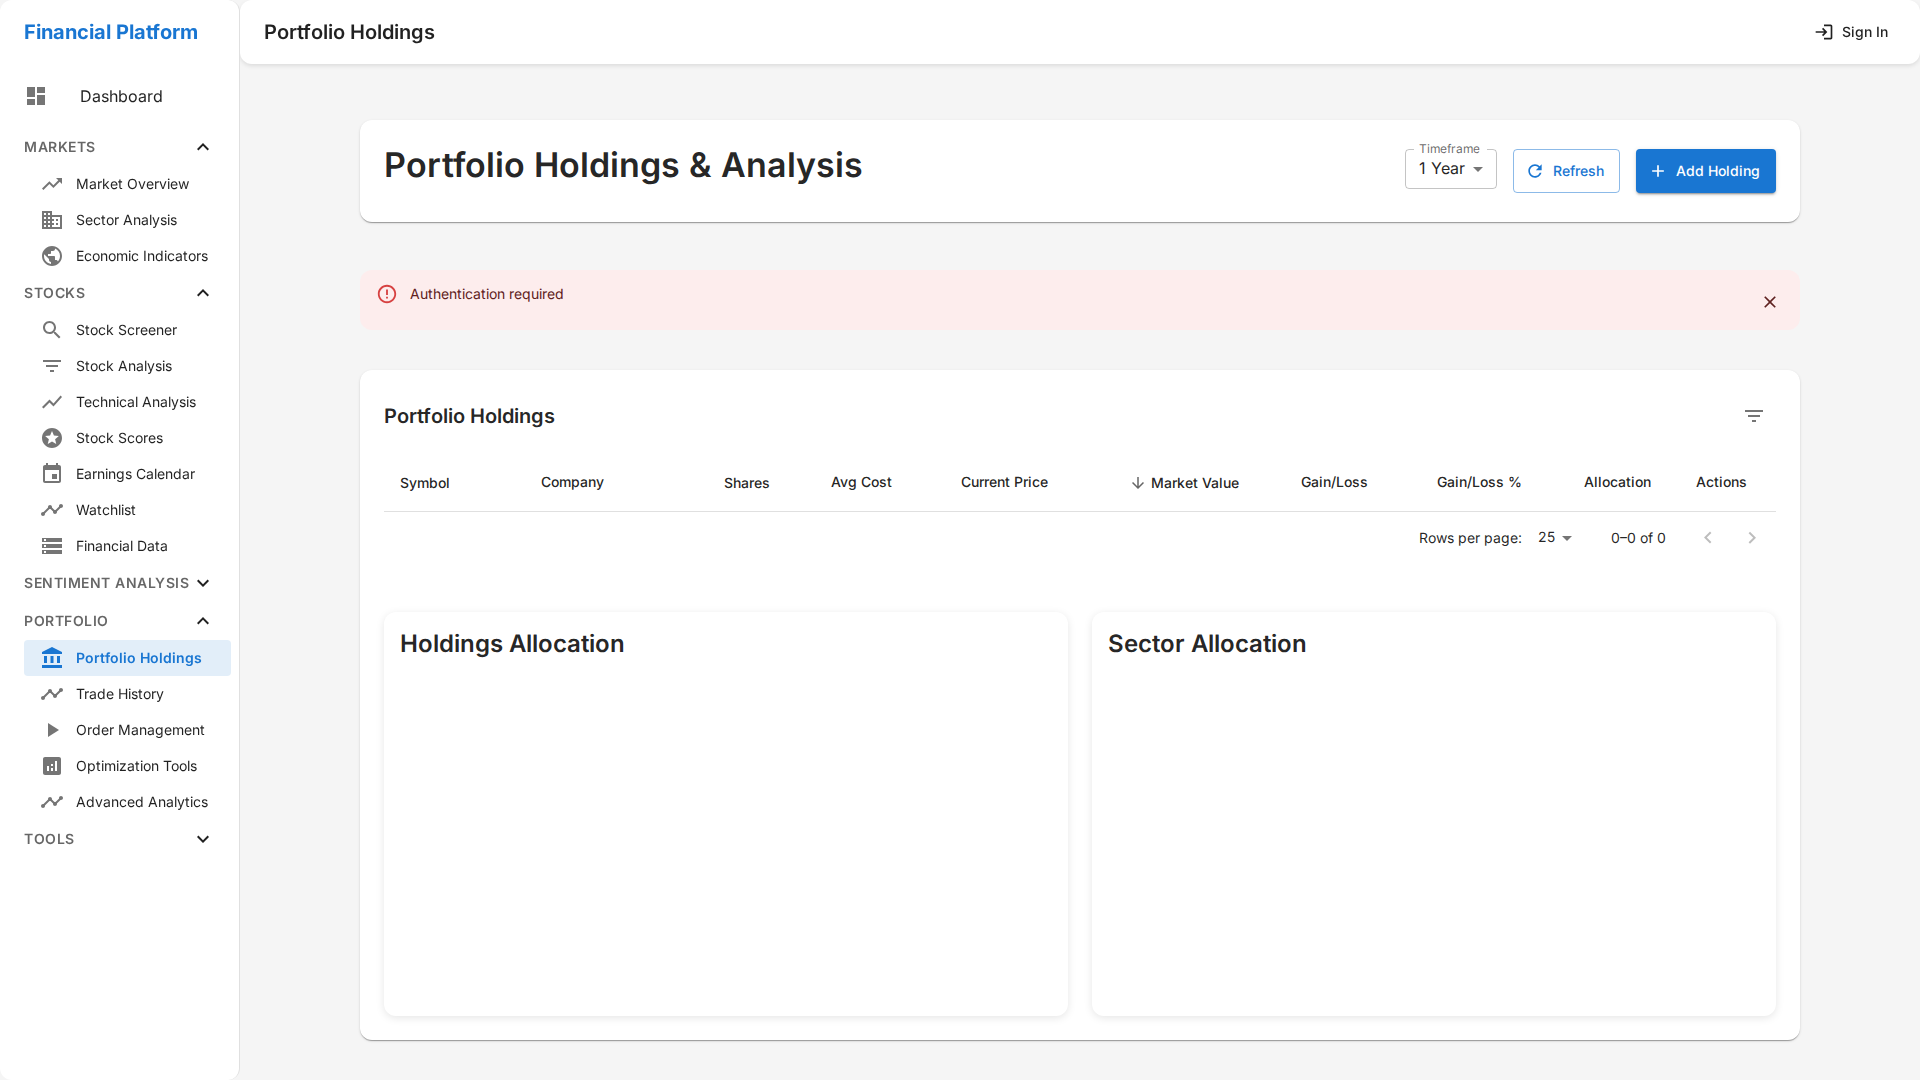 Financial Platform
Portfolio Holdings
Sign In
Dashboard
MARKETS
Market Overview
Sector Analysis
Economic Indicators
STOCKS
Stock Screener
Stock Analysis
Technical Analysis
Stock Scores
Earnings Calendar
Watchlist
Financial Data
SENTIMENT ANALYSIS
PORTFOLIO
Portfolio Holdings
Trade History
Order Management
Optimization Tools
Advanced Analytics
TOOLS
Portfolio Holdings & Analysis
Timeframe
1 Year
Refresh
Add Holding
Authentication required
Portfolio Holdings
Symbol Company Shares Avg Cost Current Price Market Value Gain/Loss Gain/Loss % Allocation Actions
Rows per page: 25 0–0 of 0
Holdings Allocation
Sector Allocation